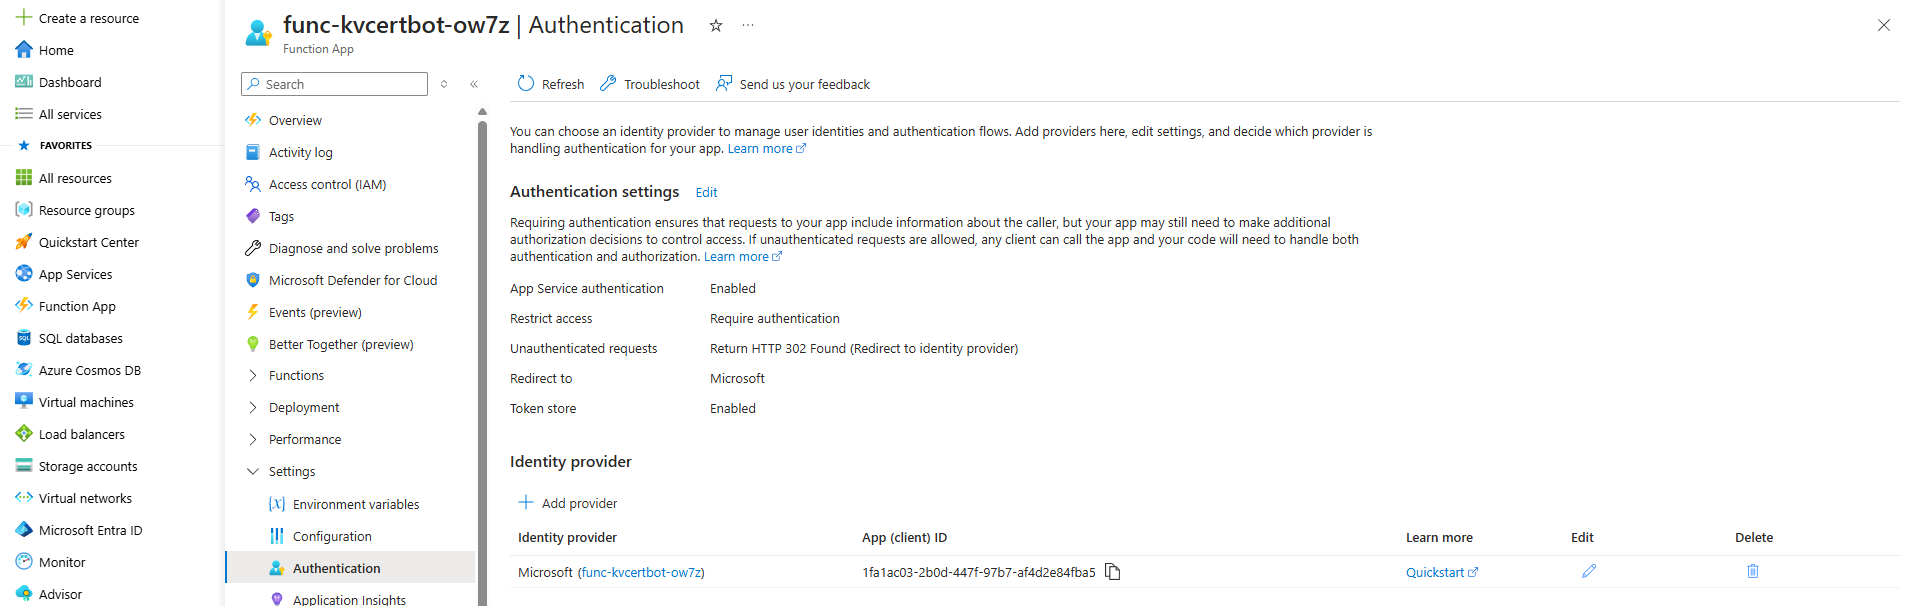 Create a resource
Home
Dashboard
All services
FAVORITES
All resources
Resource groups
Quickstart Center
App Services
Function App
SQL databases
Azure Cosmos DB
Virtual machines
Load balancers
Storage accounts
Virtual networks
Microsoft Entra ID
Monitor
Advisor
func-kvcertbot-ow7z | Authentication
Function App
Search
Overview
Activity log
Access control (IAM)
Tags
Diagnose and solve problems
Microsoft Defender for Cloud
Events (preview)
Better Together (preview)
Functions
Deployment
Performance
Settings
Environment variables
Configuration
Authentication
Application Insights
Refresh Troubleshoot Send us your feedback
You can choose an identity provider to manage user identities and authentication flows. Add providers here, edit settings, and decide which provider is
handling authentication for your app. Learn more
Authentication settings Edit
Requiring authentication ensures that requests to your app include information about the caller, but your app may still need to make additional
authorization decisions to control access. If unauthenticated requests are allowed, any client can call the app and your code will need to handle both
authentication and authorization. Learn more
App Service authentication Enabled
Restrict access Require authentication
Unauthenticated requests Return HTTP 302 Found (Redirect to identity provider)
Redirect to Microsoft
Token store Enabled
Identity provider
Add provider
Identity provider App (client) ID Learn more Edit Delete
Microsoft (func-kvcertbot-ow7z) 1fa1ac03-2b0d-447f-97b7-af4d2e84fba5 Quickstart